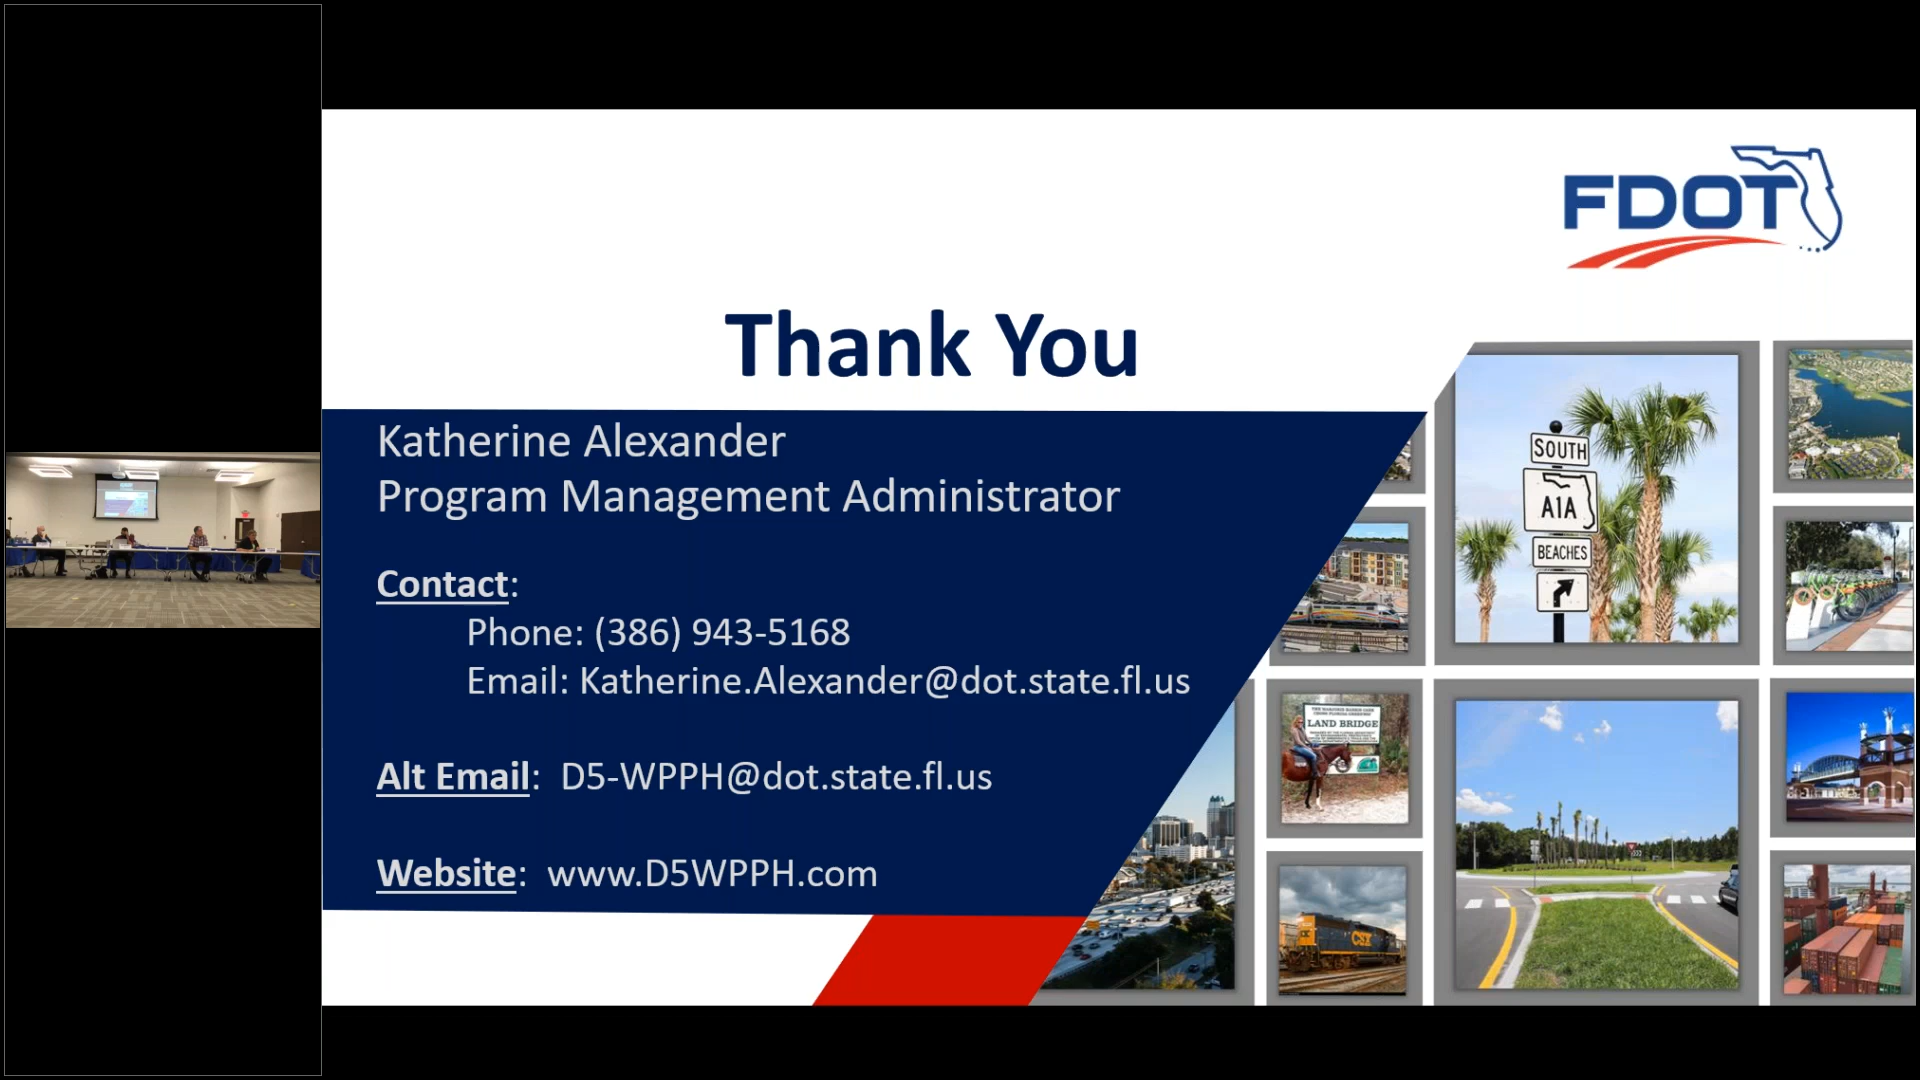 FDOT
Thank You
Katherine Alexander
Program Management Administrator
Contact:
Phone: (386) 943-5168
Email: Katherine.Alexander@dot.state.fl.us
Alt Email: D5-WPPH@dot.state.fl.us
Website: www.D5WPPH.com
SOUTH
A1A
BEACHES
LAND BRIDGE
CSX